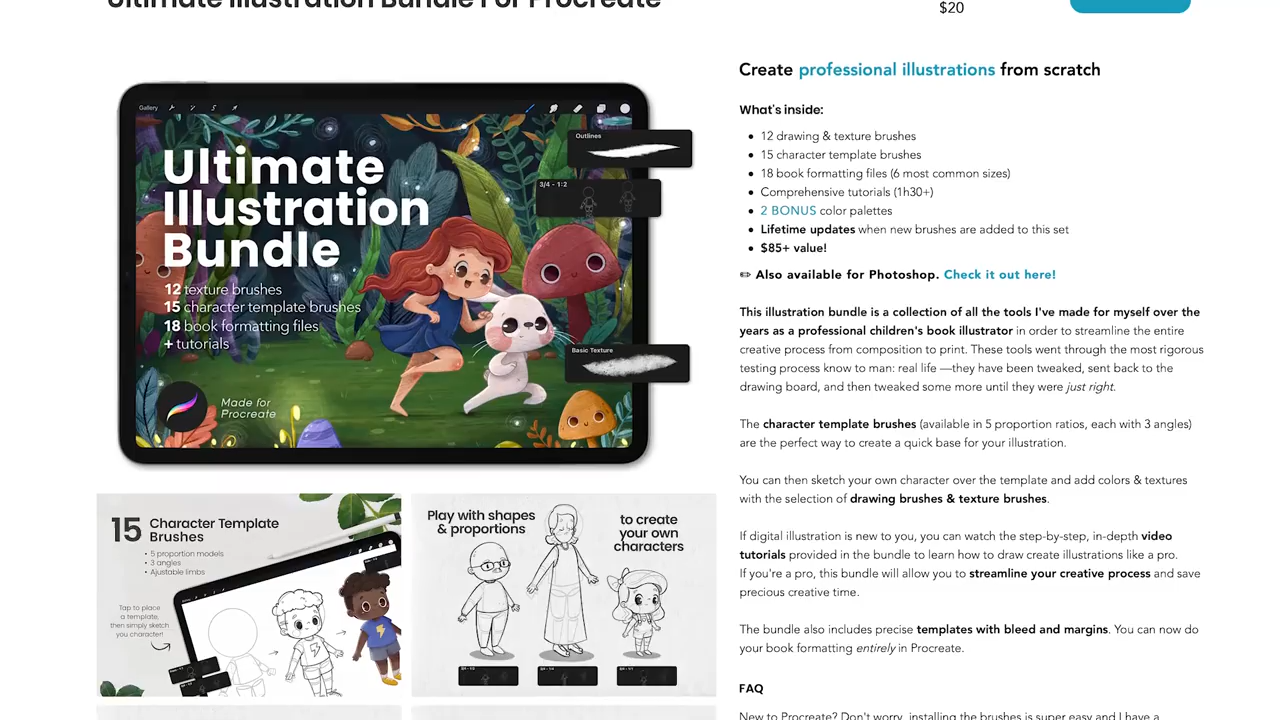 Ultimate Illustration Bundle For Procreate
$20
Gallery
Outlines
3/4 - 1:2
Basic Texture
Ultimate
Illustration
Bundle
12 texture brushes
15 character template brushes
18 book formatting files
+ tutorials
Made for
Procreate
15 Character Template
Brushes
• 5 proportion models
• 3 angles
• Ajustable limbs
Tap to place
a template,
then simply sketch
you character!
Play with shapes
& proportions
to create
your own
characters
Create professional illustrations from scratch
What's inside:
• 12 drawing & texture brushes
• 15 character template brushes
• 18 book formatting files (6 most common sizes)
• Comprehensive tutorials (1h30+)
• 2 BONUS color palettes
• Lifetime updates when new brushes are added to this set
• $85+ value!
✏ Also available for Photoshop. Check it out here!
This illustration bundle is a collection of all the tools I've made for myself over the
years as a professional children's book illustrator in order to streamline the entire
creative process from composition to print. These tools went through the most rigorous
testing process know to man: real life —they have been tweaked, sent back to the
drawing board, and then tweaked some more until they were just right.
The character template brushes (available in 5 proportion ratios, each with 3 angles)
are the perfect way to create a quick base for your illustration.
You can then sketch your own character over the template and add colors & textures
with the selection of drawing brushes & texture brushes.
If digital illustration is new to you, you can watch the step-by-step, in-depth video
tutorials provided in the bundle to learn how to draw create illustrations like a pro.
If you're a pro, this bundle will allow you to streamline your creative process and save
precious creative time.
The bundle also includes precise templates with bleed and margins. You can now do
your book formatting entirely in Procreate.
FAQ
New to Procreate? Don't worry, installing the brushes is super easy and I have a